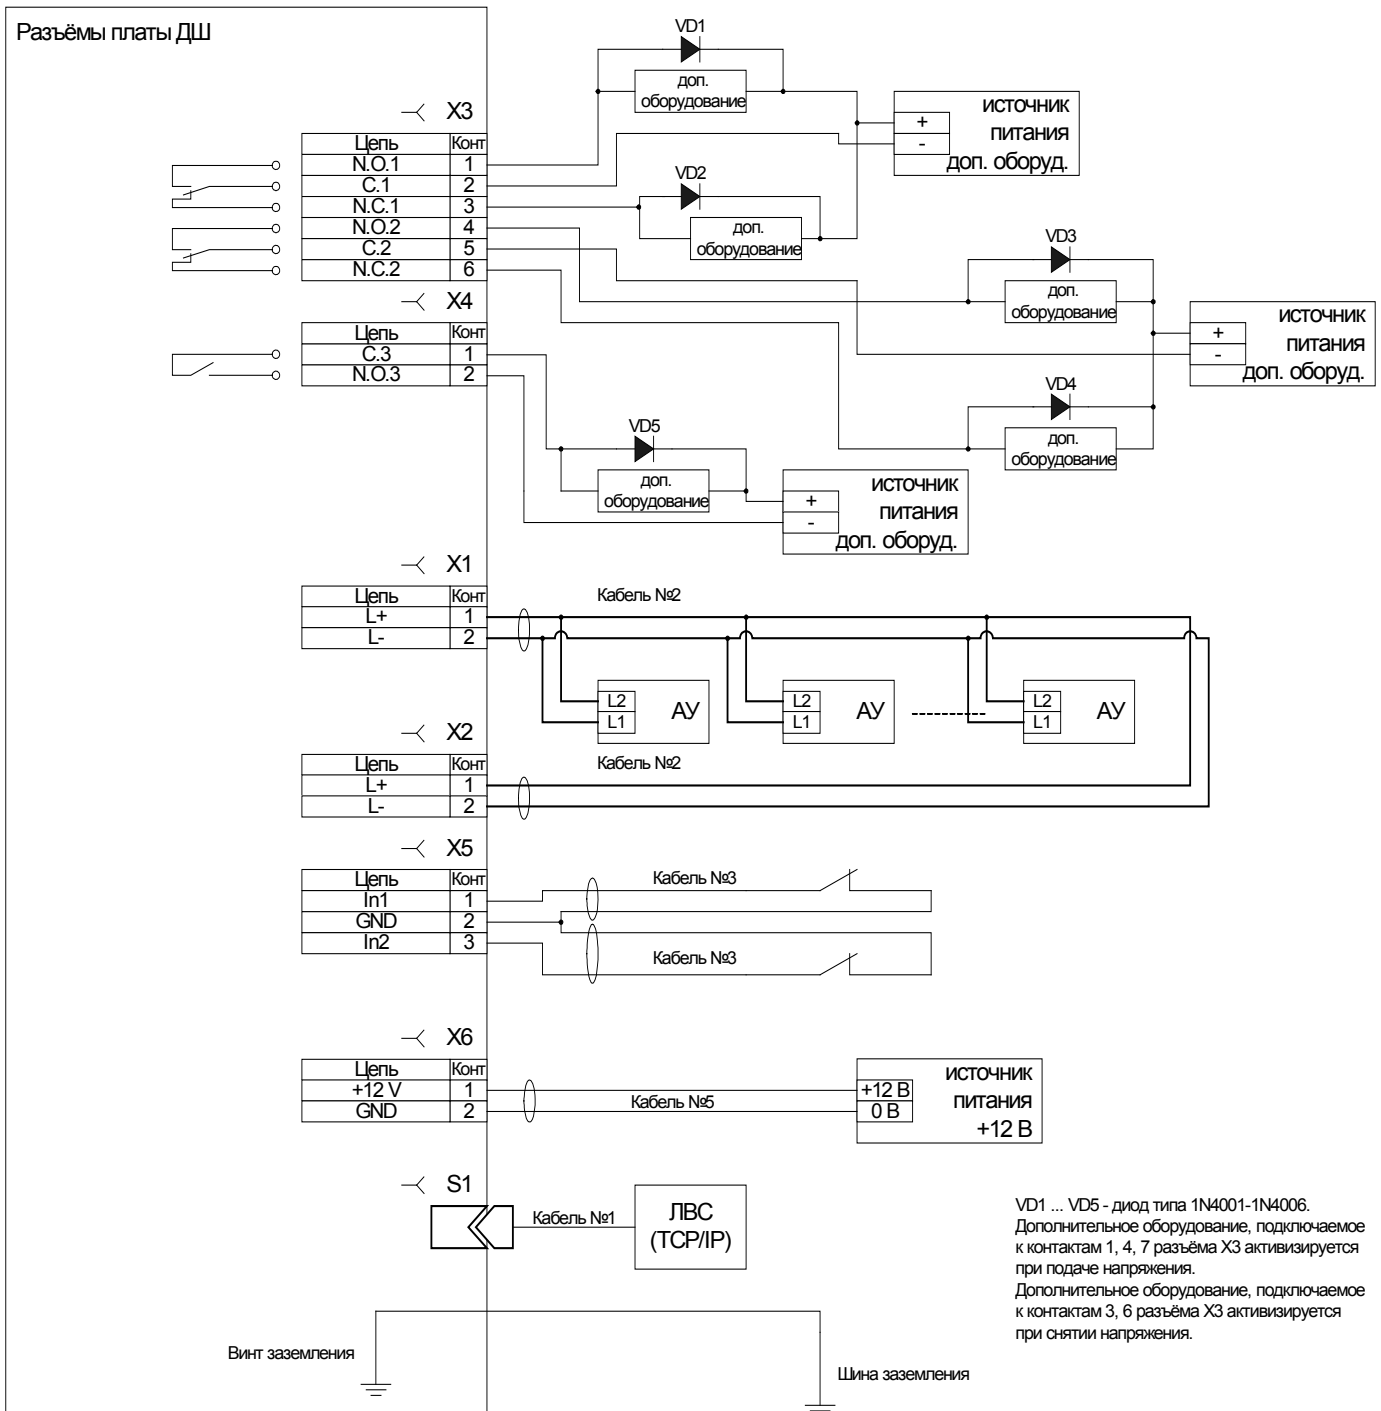 Разъёмы платы ДШ
VD1
доп.
оборудование
ИСТОЧНИК
ПИТАНИЯ
доп. оборуд.
+
-
X3
Цепь Конт
N.O.1 1
C.1 2
N.C.1 3
N.O.2 4
C.2 5
N.C.2 6
VD2
доп.
оборудование
VD3
доп.
оборудование
ИСТОЧНИК
ПИТАНИЯ
доп. оборуд.
+
-
X4
Цепь Конт
C.3 1
N.O.3 2
VD4
доп.
оборудование
VD5
доп.
оборудование
ИСТОЧНИК
ПИТАНИЯ
доп. оборуд.
+
-
X1
Цепь Конт
L+ 1
L- 2
Кабель №2
L2
L1
АУ
L2
L1
АУ
L2
L1
АУ
X2
Цепь Конт
L+ 1
L- 2
Кабель №2
X5
Цепь Конт
In1 1
GND 2
In2 3
Кабель №3
Кабель №3
X6
Цепь Конт
+12 V 1
GND 2
Кабель №5
+12 В
0 В
ИСТОЧНИК
ПИТАНИЯ
+12 В
S1
Кабель №1
ЛВС
(TCP/IP)
VD1 ... VD5 - диод типа 1N4001-1N4006.
Дополнительное оборудование, подключаемое
к контактам 1, 4, 7 разъёма X3 активизируется
при подаче напряжения.
Дополнительное оборудование, подключаемое
к контактам 3, 6 разъёма X3 активизируется
при снятии напряжения.
Винт заземления
Шина заземления